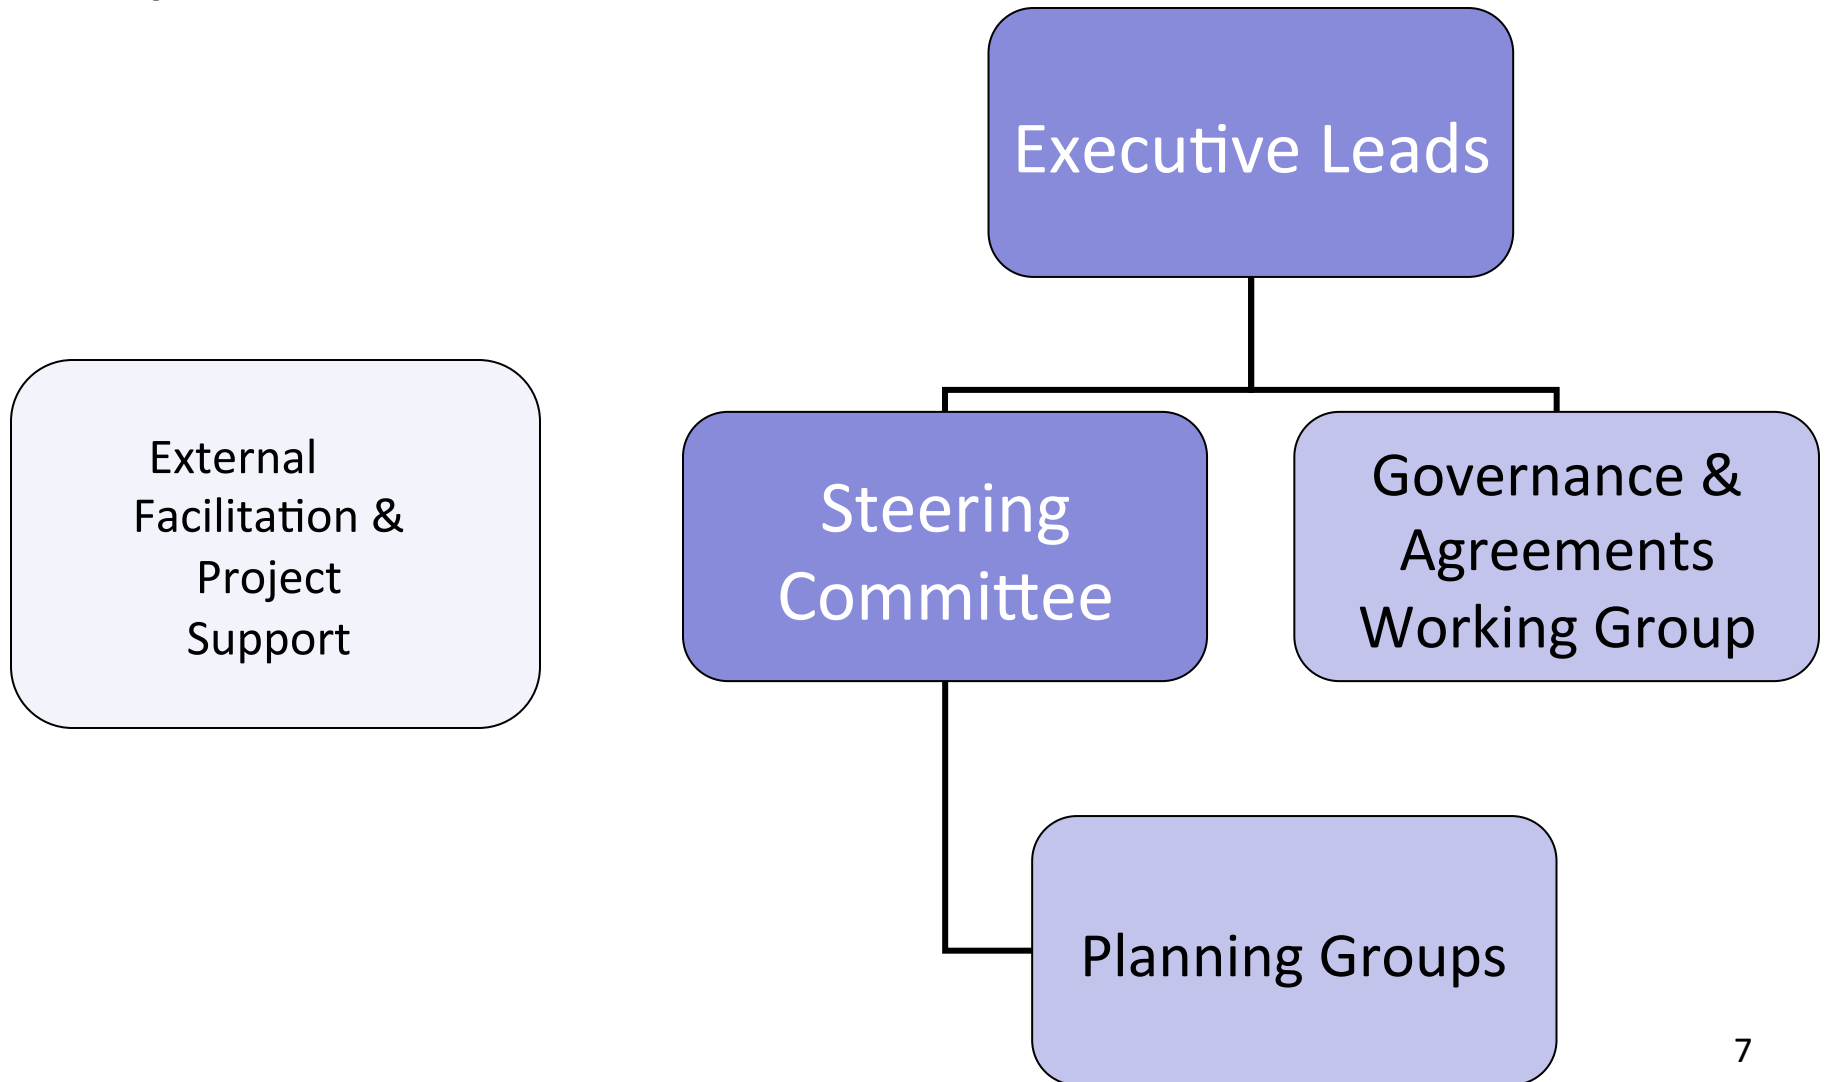 Executive Leads
External
Facilitation &
Project
Support
Steering
Committee
Governance &
Agreements
Working Group
Planning Groups
7